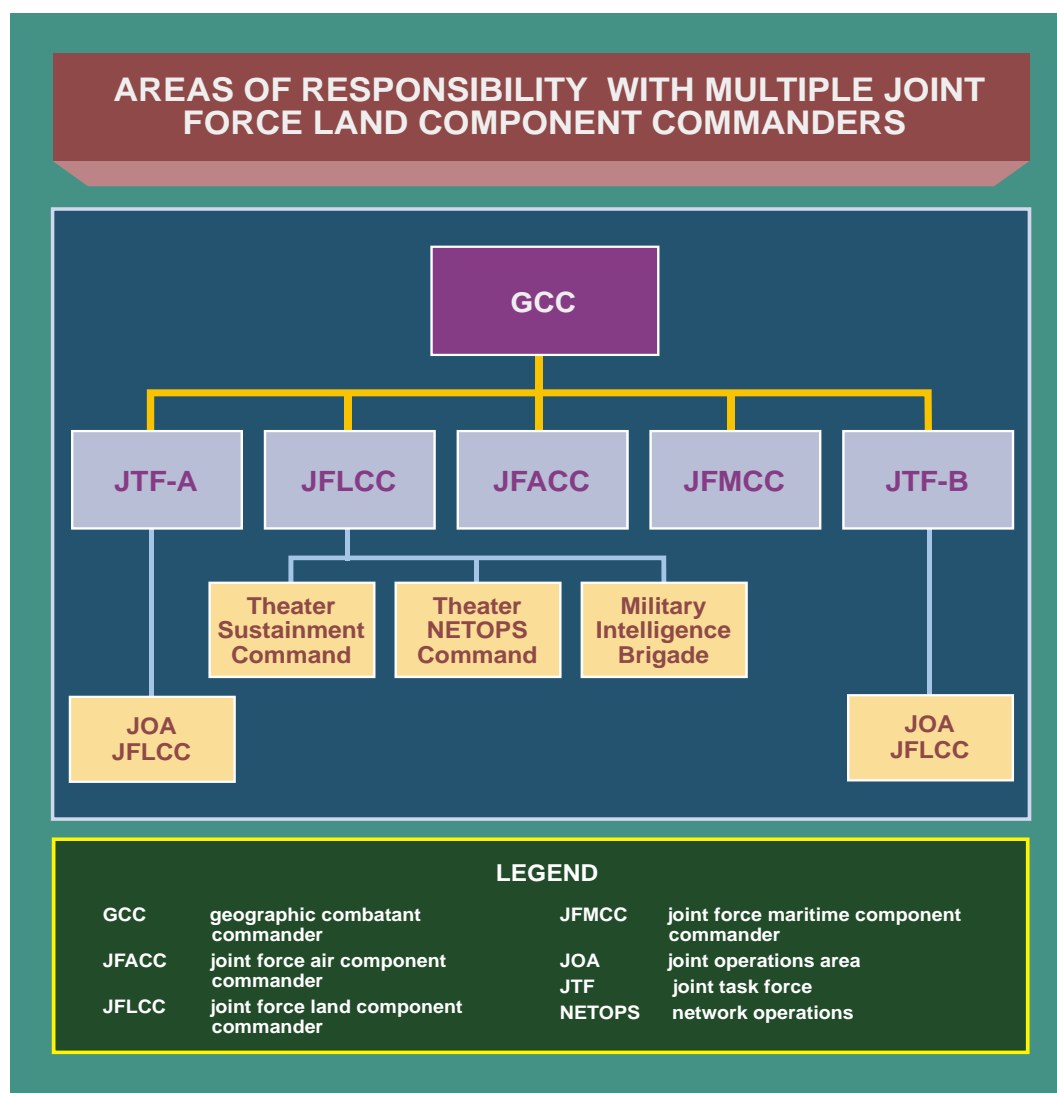 AREAS OF RESPONSIBILITY WITH MULTIPLE JOINT
FORCE LAND COMPONENT COMMANDERS
GCC
JTF-A
JFLCC
JFACC
JFMCC
JTF-B
Theater
Sustainment
Command
Theater
NETOPS
Command
Military
Intelligence
Brigade
JOA
JFLCC
JOA
JFLCC
LEGEND
GCC geographic combatant
commander
JFACC joint force air component
commander
JFLCC joint force land component
commander
JFMCC joint force maritime component
commander
JOA joint operations area
JTF joint task force
NETOPS network operations